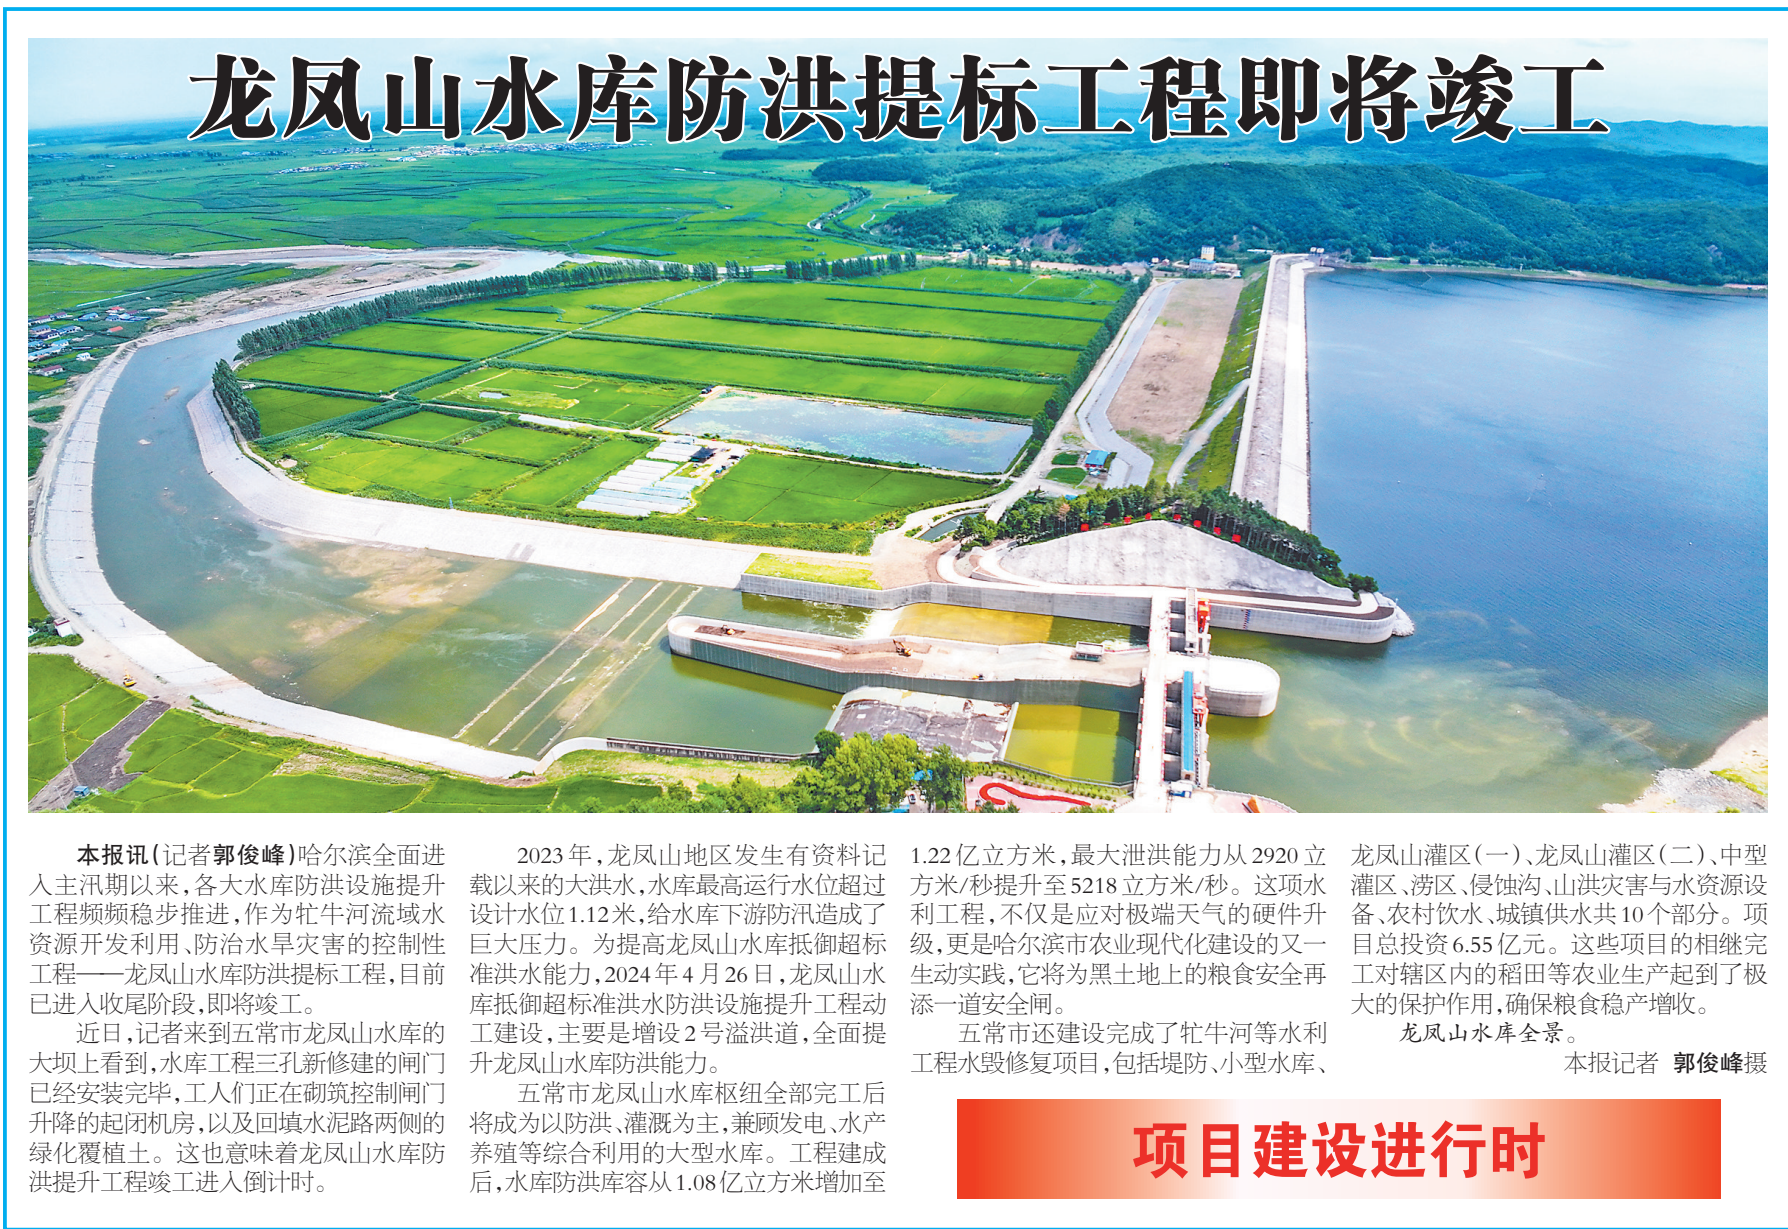 龙凤山水库防洪提标工程即将竣工
本报讯(记者郭俊峰)哈尔滨全面进
入主汛期以来,各大水库防洪设施提升
工程频频稳步推进,作为牤牛河流域水
资源开发利用、防治水旱灾害的控制性
工程——龙凤山水库防洪提标工程,目前
已进入收尾阶段,即将竣工。
近日,记者来到五常市龙凤山水库的
大坝上看到,水库工程三孔新修建的闸门
已经安装完毕,工人们正在砌筑控制闸门
升降的起闭机房,以及回填水泥路两侧的
绿化覆植土。这也意味着龙凤山水库防
洪提升工程竣工进入倒计时。
2023年,龙凤山地区发生有资料记
载以来的大洪水,水库最高运行水位超过
设计水位1.12米,给水库下游防汛造成了
巨大压力。为提高龙凤山水库抵御超标
准洪水能力,2024年4月26日,龙凤山水
库抵御超标准洪水防洪设施提升工程动
工建设,主要是增设2号溢洪道,全面提
升龙凤山水库防洪能力。
五常市龙凤山水库枢纽全部完工后
将成为以防洪、灌溉为主,兼顾发电、水产
养殖等综合利用的大型水库。工程建成
后,水库防洪库容从1.08亿立方米增加至
1.22亿立方米,最大泄洪能力从2920立
方米/秒提升至5218立方米/秒。这项水
利工程,不仅是应对极端天气的硬件升
级,更是哈尔滨市农业现代化建设的又一
生动实践,它将为黑土地上的粮食安全再
添一道安全闸。
五常市还建设完成了牤牛河等水利
工程水毁修复项目,包括堤防、小型水库、
龙凤山灌区(一)、龙凤山灌区(二)、中型
灌区、涝区、侵蚀沟、山洪灾害与水资源设
备、农村饮水、城镇供水共10个部分。项
目总投资6.55亿元。这些项目的相继完
工对辖区内的稻田等农业生产起到了极
大的保护作用,确保粮食稳产增收。
龙凤山水库全景。
本报记者 郭俊峰摄
项目建设进行时